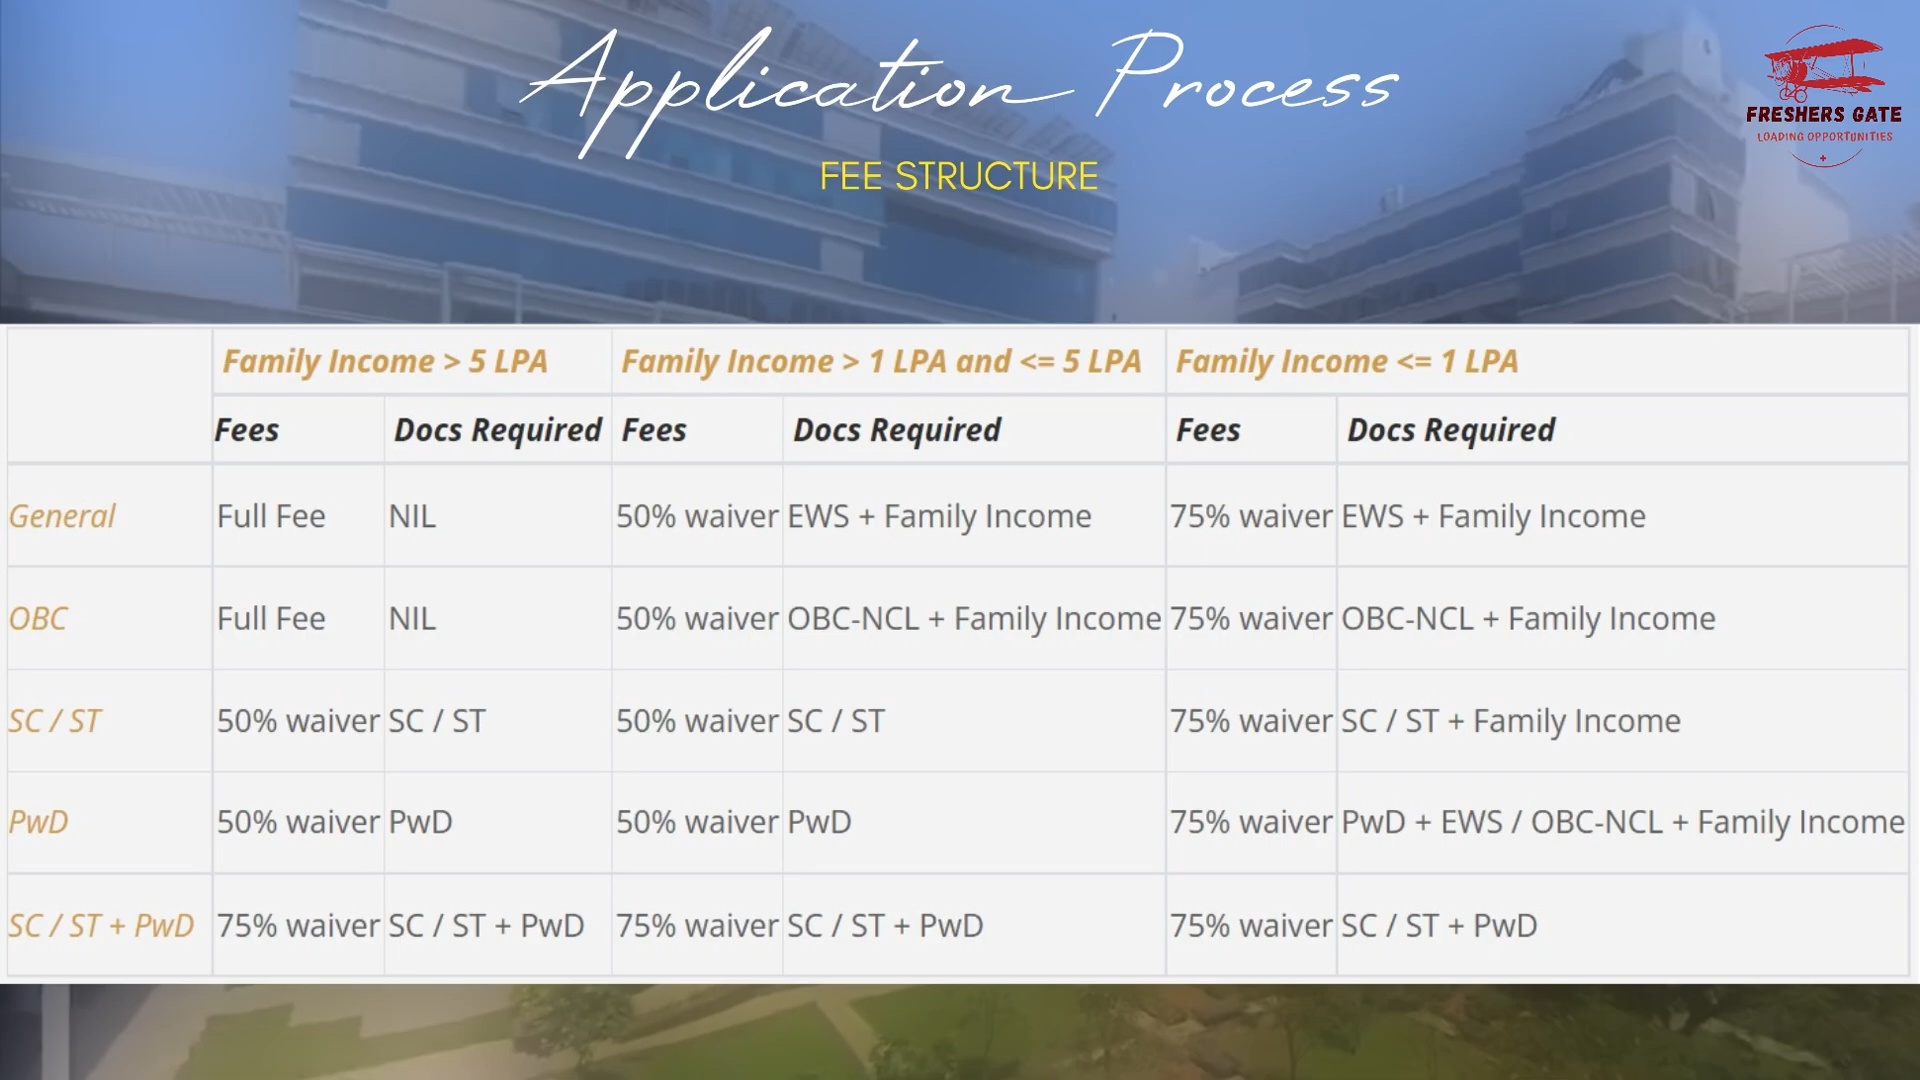 Application Process
FEE STRUCTURE
FRESHERS GATE
LOADING OPPORTUNITIES
Family Income > 5 LPA Family Income > 1 LPA and <= 5 LPA Family Income <= 1 LPA
Fees Docs Required Fees Docs Required Fees Docs Required
General Full Fee NIL 50% waiver EWS + Family Income 75% waiver EWS + Family Income
OBC Full Fee NIL 50% waiver OBC-NCL + Family Income 75% waiver OBC-NCL + Family Income
SC / ST 50% waiver SC / ST 50% waiver SC / ST 75% waiver SC / ST + Family Income
PwD 50% waiver PwD 50% waiver PwD 75% waiver PwD + EWS / OBC-NCL + Family Income
SC / ST + PwD 75% waiver SC / ST + PwD 75% waiver SC / ST + PwD 75% waiver SC / ST + PwD